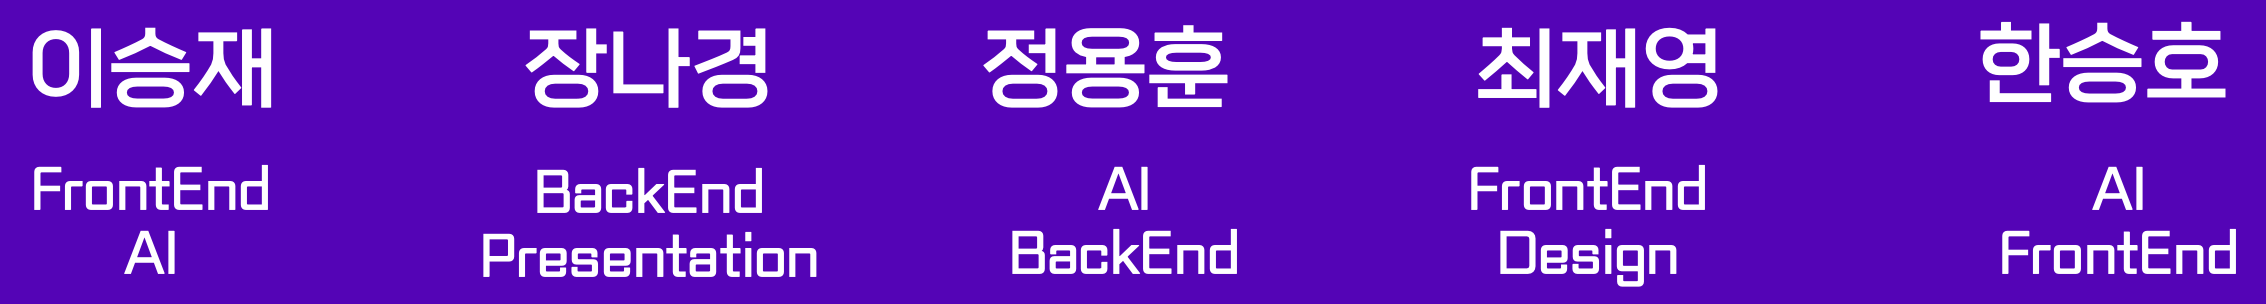 이승재
FrontEnd
AI
장나경
BackEnd
Presentation
정용훈
AI
BackEnd
최재영
FrontEnd
Design
한승호
AI
FrontEnd